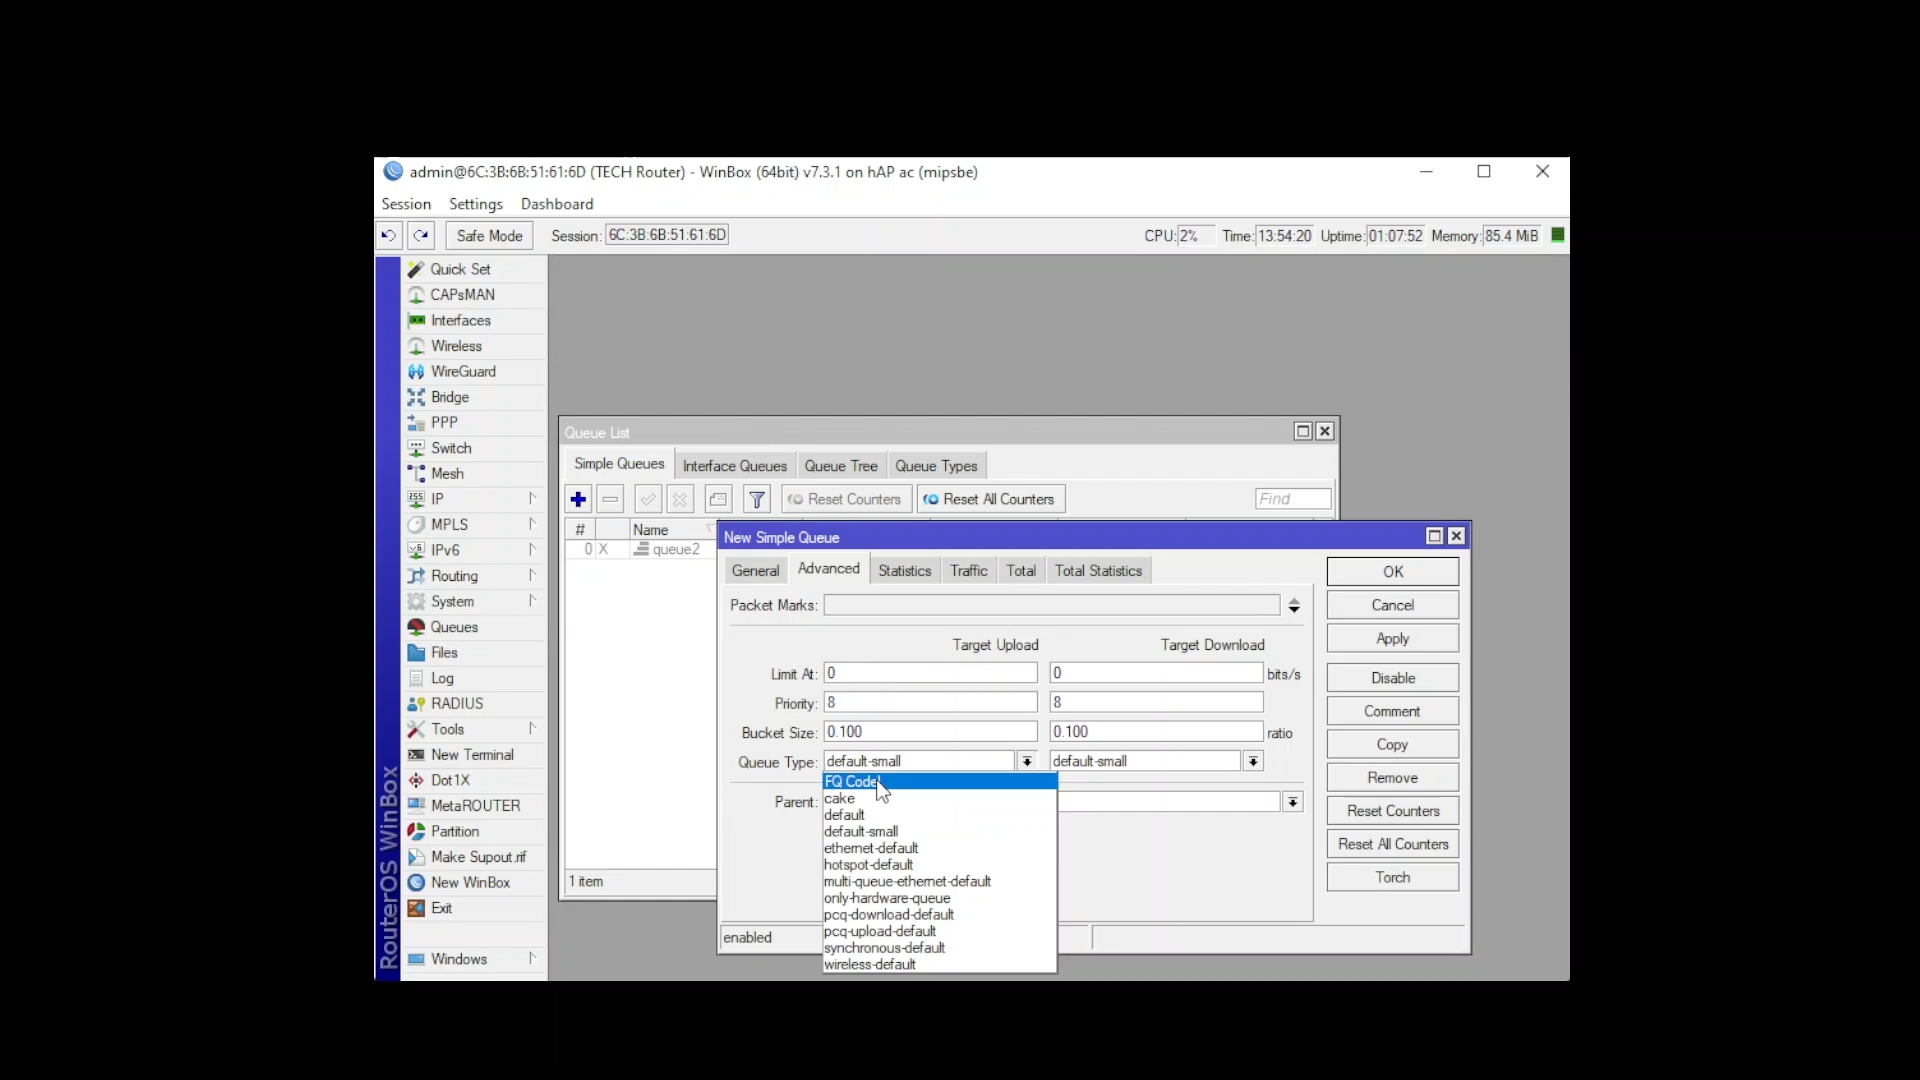 admin@6C:3B:6B:51:61:6D (TECH Router) - WinBox (64bit) v7.3.1 on hAP ac (mipsbe)
Session Settings Dashboard
Safe Mode Session: 6C:3B:6B:51:61:6D CPU: 2% Time: 13:54:20 Uptime: 01:07:52 Memory: 85.4 MiB
RouterOS WinBox
Quick Set
CAPsMAN
Interfaces
Wireless
WireGuard
Bridge
PPP
Switch
Mesh
IP
MPLS
IPv6
Routing
System
Queues
Files
Log
RADIUS
Tools
New Terminal
Dot1X
MetaROUTER
Partition
Make Supout.rif
New WinBox
Exit
Windows
Queue List
Simple Queues Interface Queues Queue Tree Queue Types
Reset Counters Reset All Counters Find
# Name
0 X queue2
1 item
New Simple Queue
General Advanced Statistics Traffic Total Total Statistics
Packet Marks:
Target Upload Target Download
Limit At: 0 0 bits/s
Priority: 8 8
Bucket Size: 0.100 0.100 ratio
Queue Type: default-small default-small
Parent:
FQ Codel
cake
default
default-small
ethernet-default
hotspot-default
multi-queue-ethernet-default
only-hardware-queue
pcq-download-default
pcq-upload-default
synchronous-default
wireless-default
enabled
OK
Cancel
Apply
Disable
Comment
Copy
Remove
Reset Counters
Reset All Counters
Torch